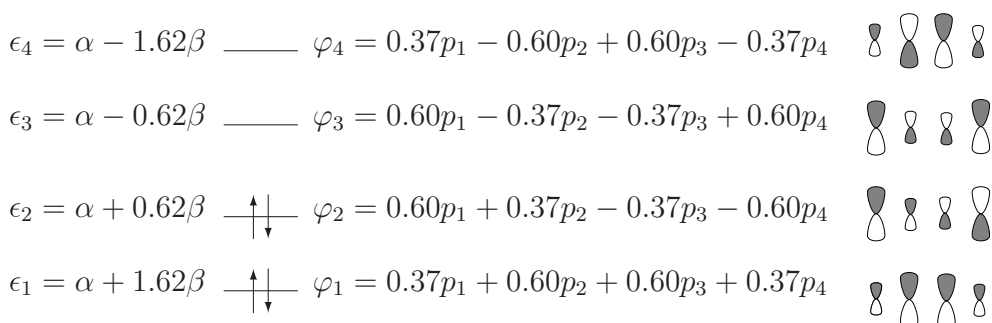 ϵ₄ = α − 1.62β φ₄ = 0.37p₁ − 0.60p₂ + 0.60p₃ − 0.37p₄
ϵ₃ = α − 0.62β φ₃ = 0.60p₁ − 0.37p₂ − 0.37p₃ + 0.60p₄
ϵ₂ = α + 0.62β φ₂ = 0.60p₁ + 0.37p₂ − 0.37p₃ − 0.60p₄
ϵ₁ = α + 1.62β φ₁ = 0.37p₁ + 0.60p₂ + 0.60p₃ + 0.37p₄